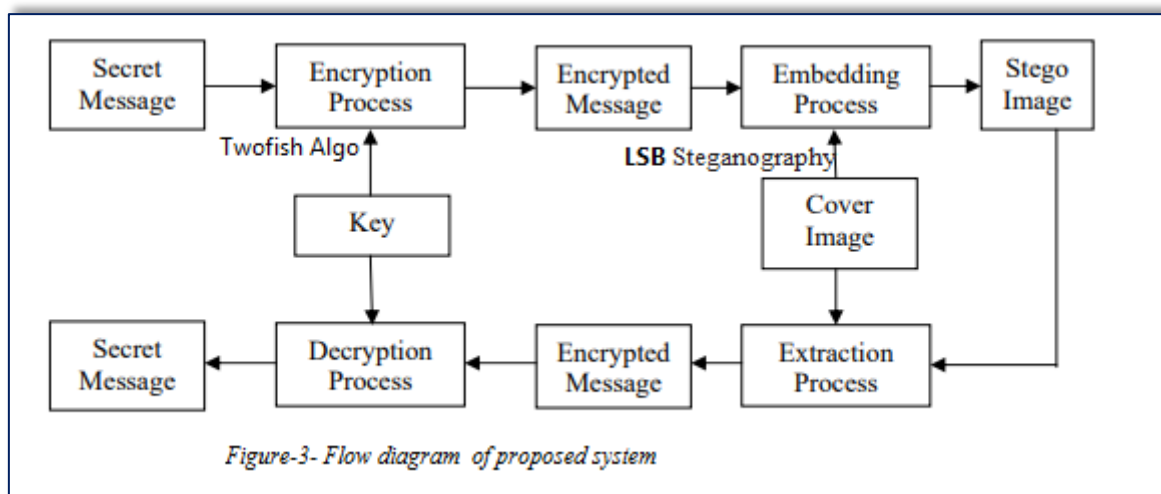 Secret
Message
Encryption
Process
Encrypted
Message
Embedding
Process
Stego
Image
Twofish Algo
LSB Steganography
Key
Cover
Image
Secret
Message
Decryption
Process
Encrypted
Message
Extraction
Process
Figure-3- Flow diagram of proposed system